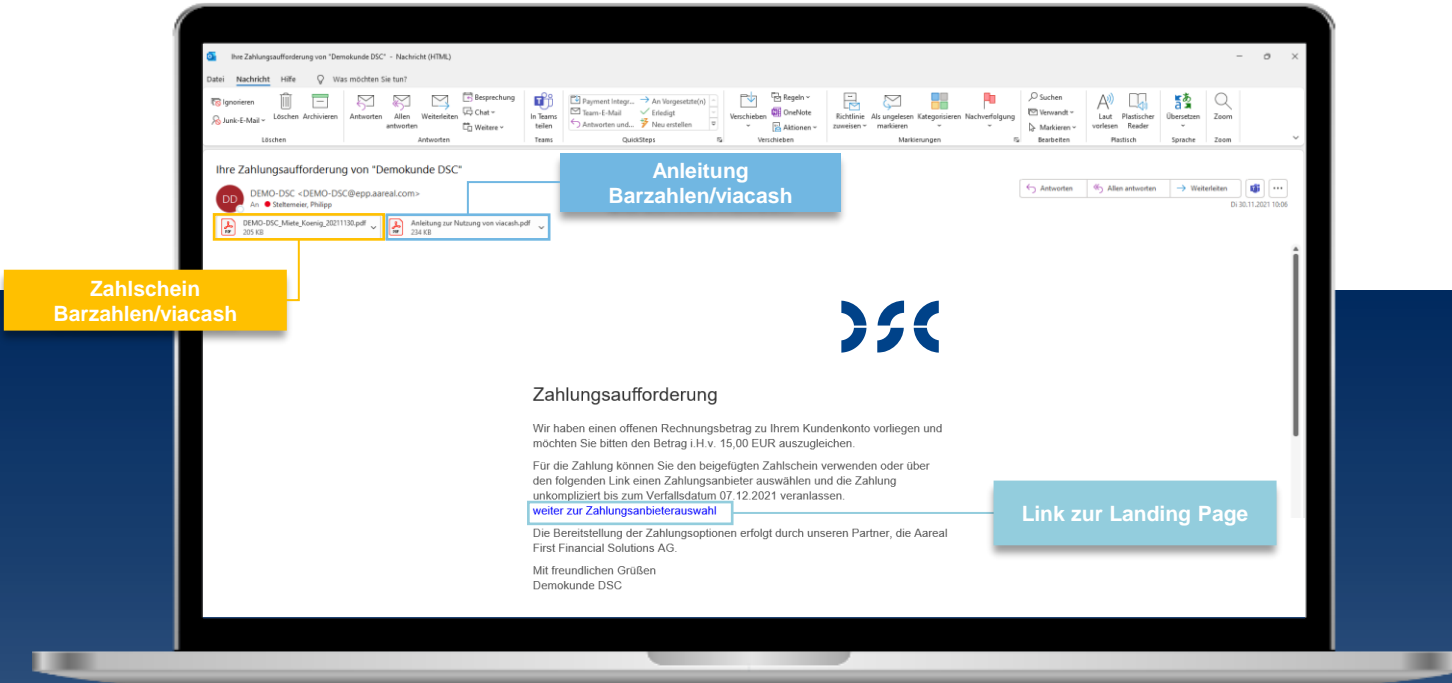 Ihre Zahlungsaufforderung von "Demokunde DSC" - Nachricht (HTML)
Datei Nachricht Hilfe Was möchten Sie tun?
Ignorieren
Junk-E-Mail
Löschen Archivieren
Löschen
Antworten Allen antworten Weiterleiten
Besprechung
Chat
Weitere
Antworten
In Teams teilen
Teams
Payment Integr... An Vorgesetzte(n)
Team-E-Mail Erledigt
Antworten und... Neu erstellen
QuickSteps
Verschieben
Regeln
OneNote
Aktionen
Verschieben
Richtlinie zuweisen Als ungelesen markieren Kategorisieren Nachverfolgung
Markierungen
Suchen
Verwandt
Markieren
Bearbeiten
Laut vorlesen Plastischer Reader
Plastisch
Übersetzen
Sprache
Zoom
Zoom
Ihre Zahlungsaufforderung von "Demokunde DSC"
DD
DEMO-DSC <DEMO-DSC@epp.aareal.com>
An Steltemeier, Philipp
Antworten Allen antworten Weiterleiten
Di 30.11.2021 10:06
PDF DEMO-DSC_Miete_Koenig_20211130.pdf
205 KB
PDF Anleitung zur Nutzung von viacash.pdf
234 KB
Anleitung
Barzahlen/viacash
Zahlschein
Barzahlen/viacash
DSC
Zahlungsaufforderung
Wir haben einen offenen Rechnungsbetrag zu Ihrem Kundenkonto vorliegen und
möchten Sie bitten den Betrag i.H.v. 15,00 EUR auszugleichen.
Für die Zahlung können Sie den beigefügten Zahlschein verwenden oder über
den folgenden Link einen Zahlungsanbieter auswählen und die Zahlung
unkompliziert bis zum Verfallsdatum 07.12.2021 veranlassen.
weiter zur Zahlungsanbieterauswahl
Link zur Landing Page
Die Bereitstellung der Zahlungsoptionen erfolgt durch unseren Partner, die Aareal
First Financial Solutions AG.
Mit freundlichen Grüßen
Demokunde DSC